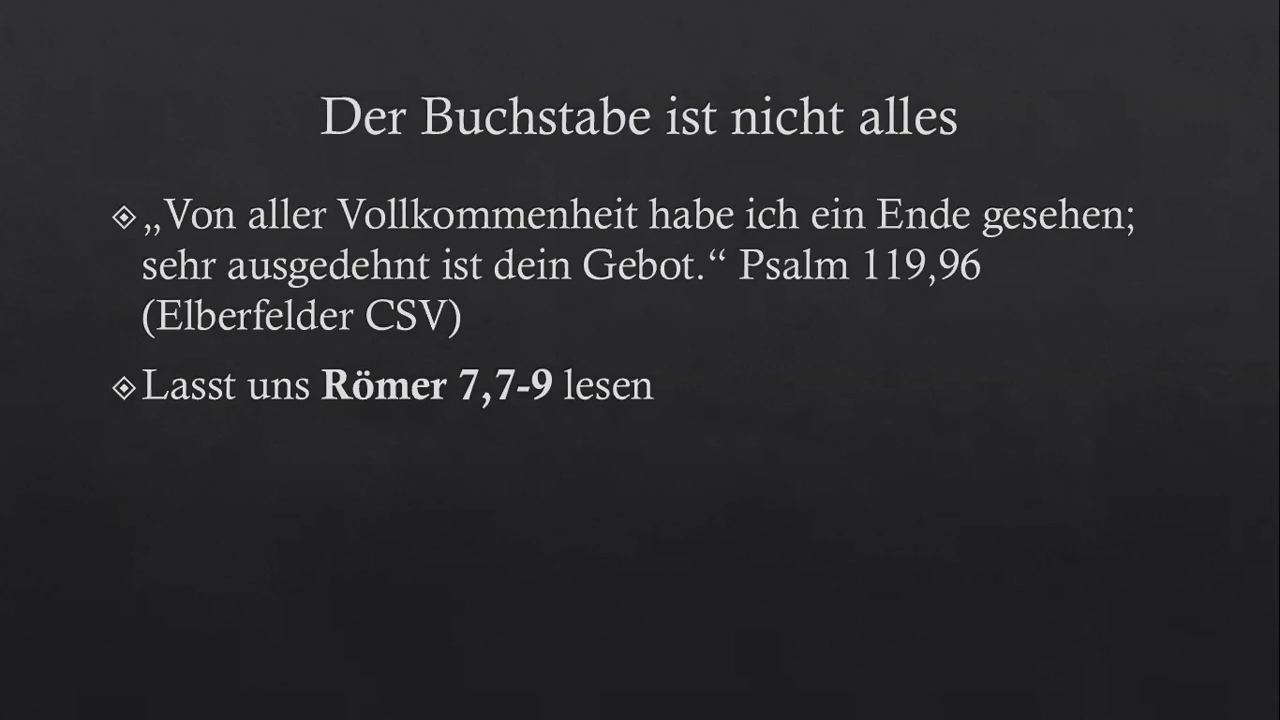 Der Buchstabe ist nicht alles
„Von aller Vollkommenheit habe ich ein Ende gesehen;
sehr ausgedehnt ist dein Gebot.“ Psalm 119,96
(Elberfelder CSV)
Lasst uns Römer 7,7-9 lesen